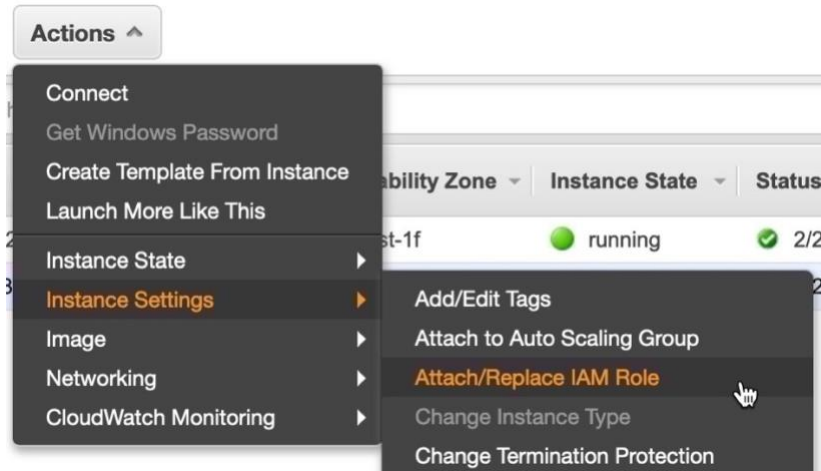 Actions
Connect
Get Windows Password
Create Template From Instance
Launch More Like This
ability Zone
Instance State
Status
st-1f
running
2/2
Instance State
Instance Settings
Image
Networking
CloudWatch Monitoring
Add/Edit Tags
Attach to Auto Scaling Group
Attach/Replace IAM Role
Change Instance Type
Change Termination Protection